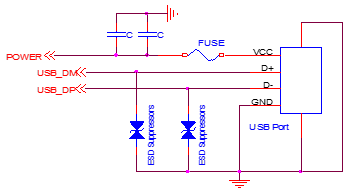 C
C
FUSE
POWER
VCC
USB_DM
D+
USB_DP
D-
GND
ESD Suppressors
ESD Suppressors
USB Port